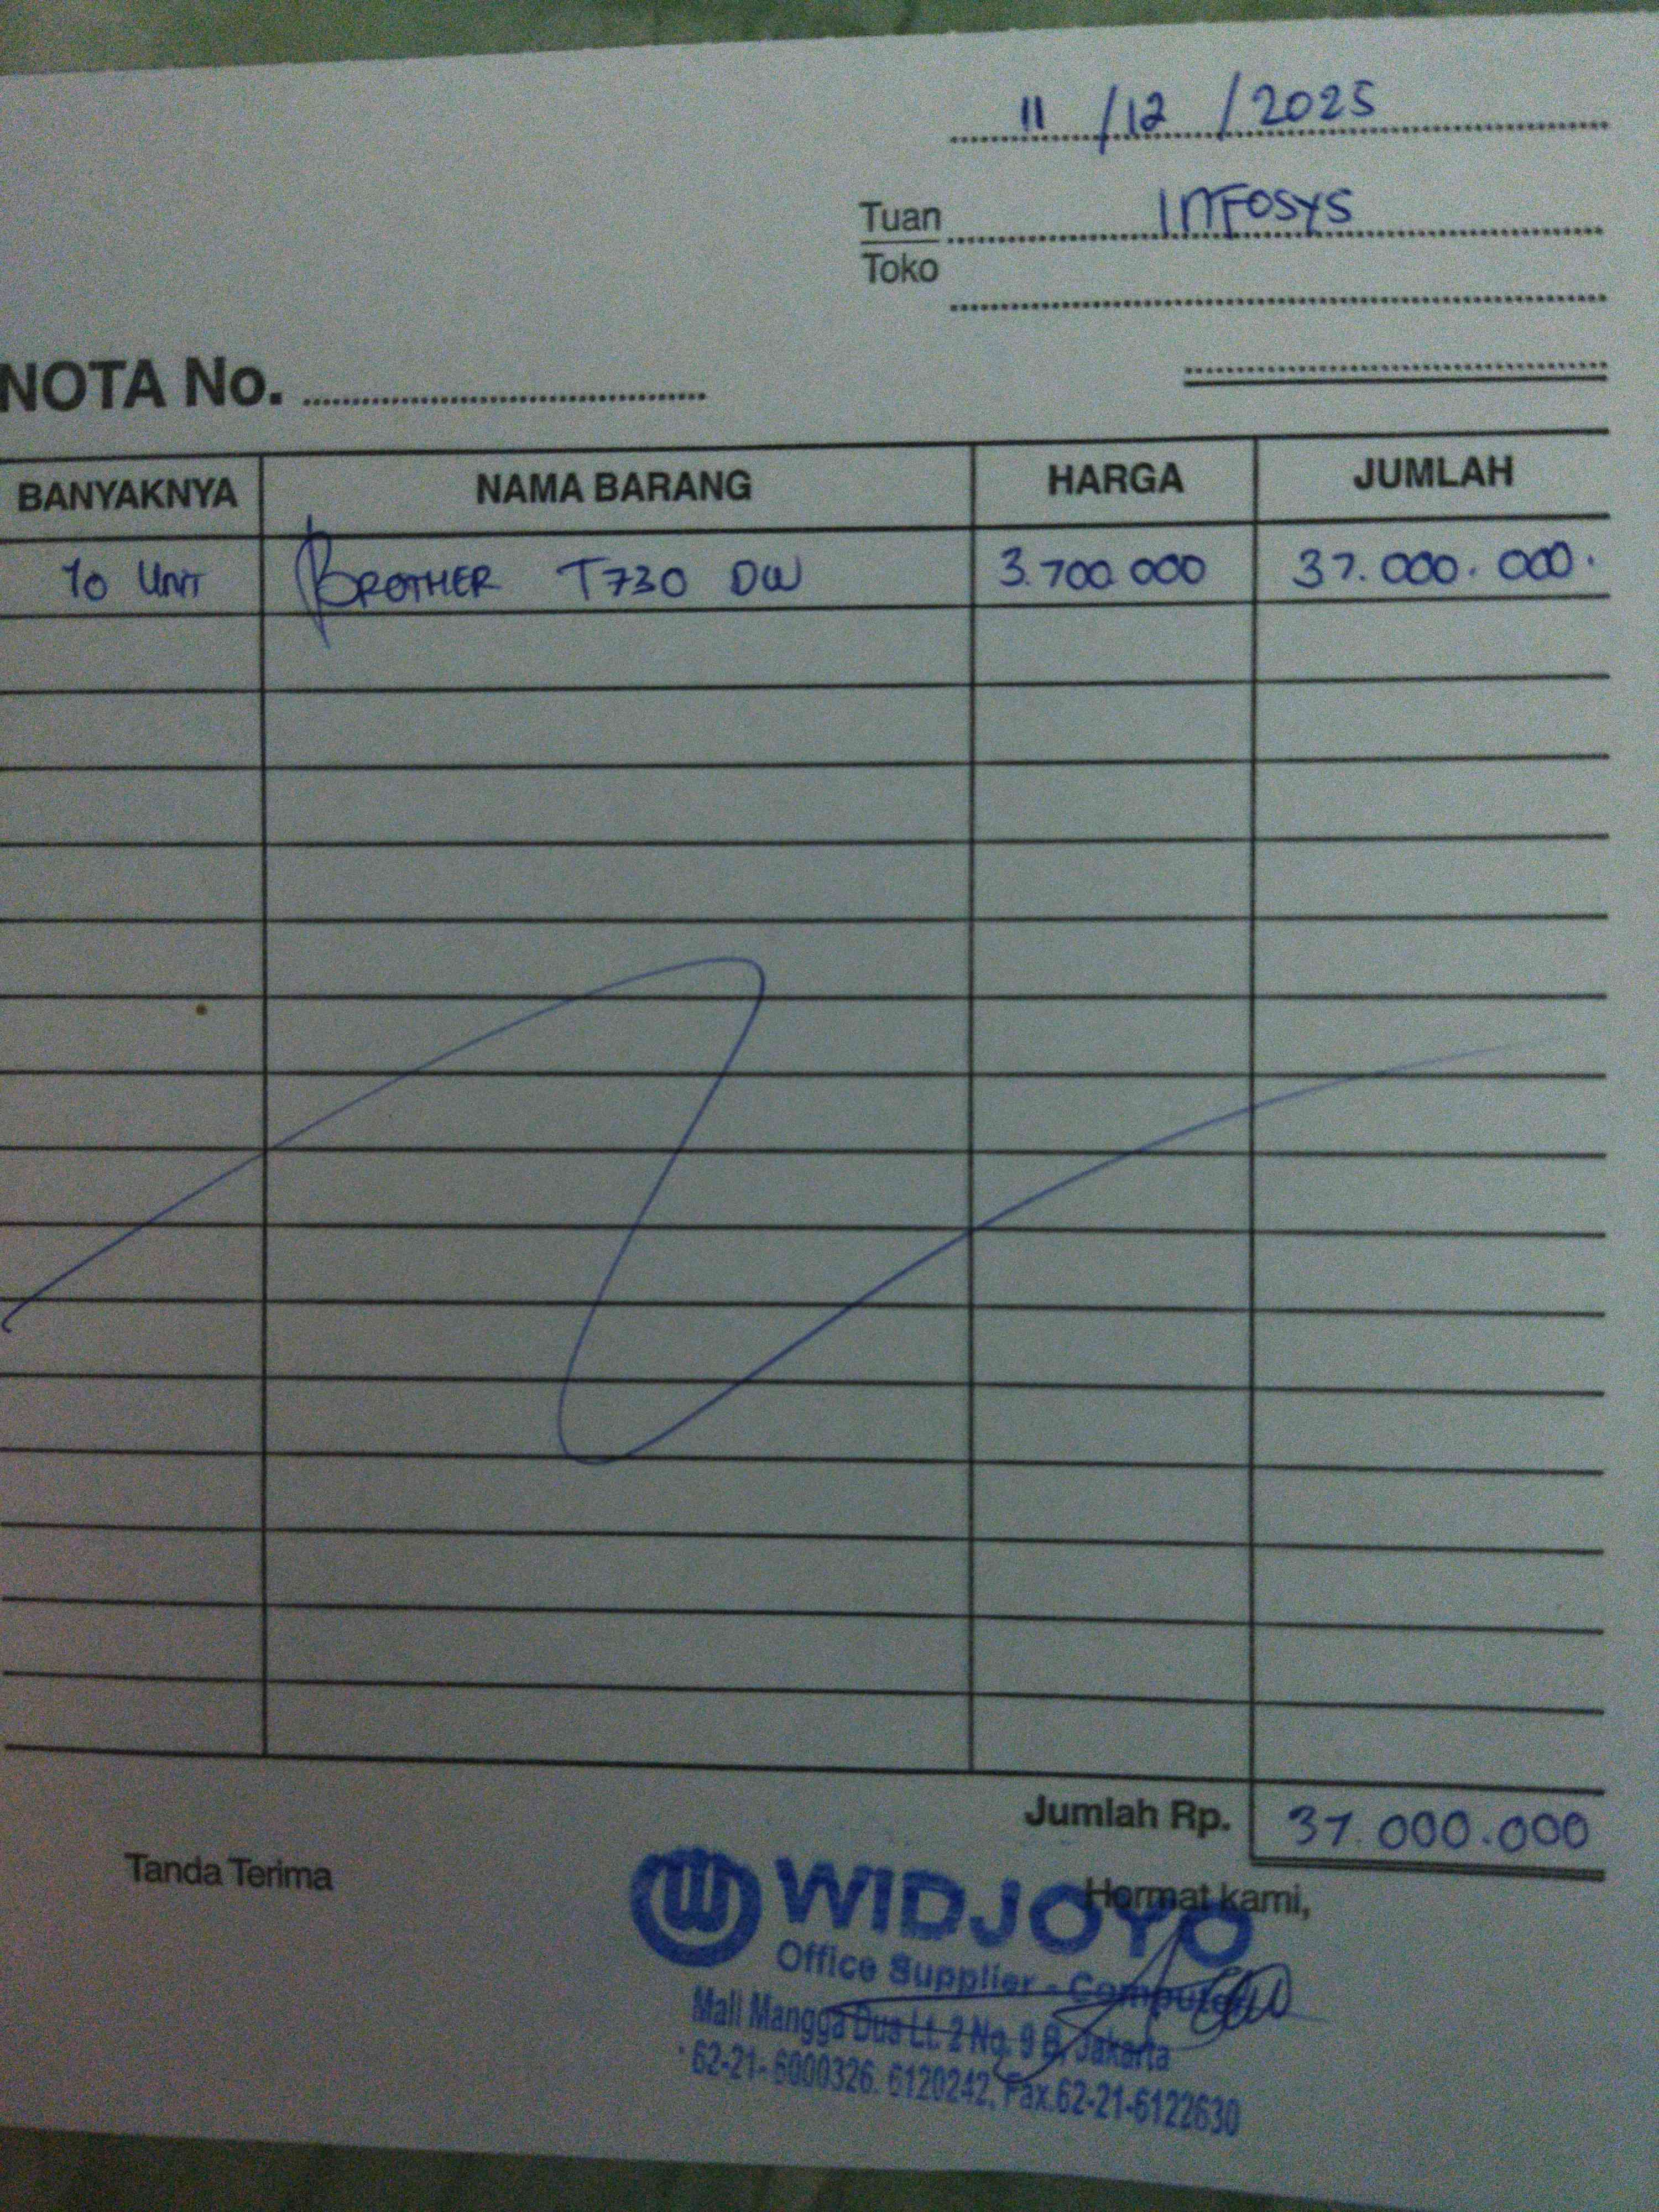 11 / 12 / 2025
Tuan INFOSYS
Toko
NOTA No.
BANYAKNYA NAMA BARANG HARGA JUMLAH
10 UNIT BROTHER T730 DW 3.700.000 37.000.000.
Jumlah Rp. 37.000.000
Tanda Terima
Hormat kami,
WIDJOYO
Office Supplier - Computer
Mall Mangga Dua Lt. 2 No. 9 B, Jakarta
62-21-6000326. 6120242, Fax.62-21-6122630